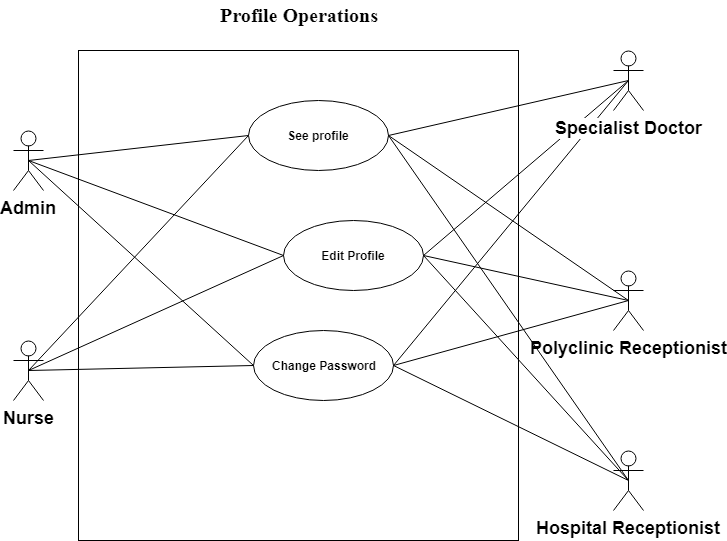 Profile Operations
See profile
Specialist Doctor
Admin
Edit Profile
Polyclinic Receptionist
Change Password
Nurse
Hospital Receptionist